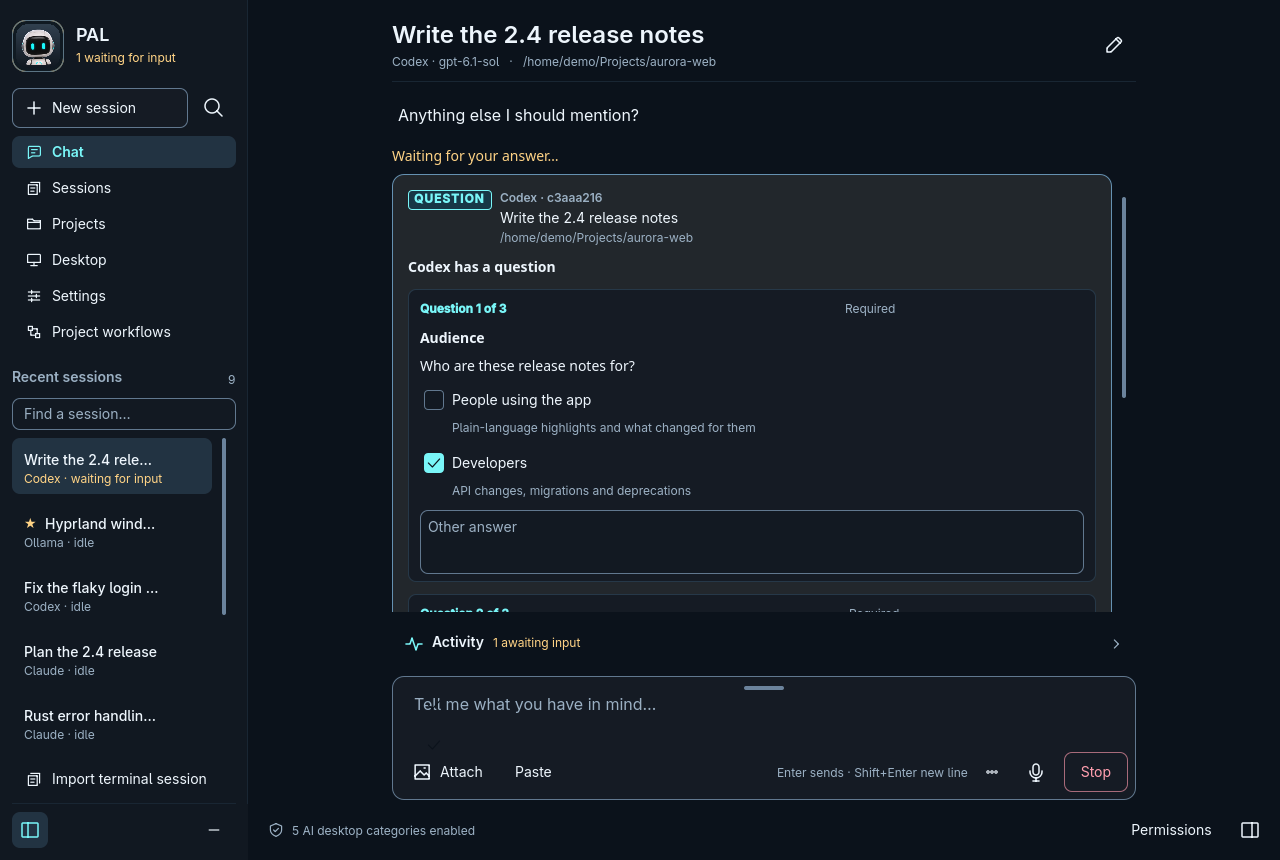 PAL
1 waiting for input
New session
Chat
Sessions
Projects
Desktop
Settings
Project workflows
Recent sessions 9
Find a session...
Write the 2.4 rele...
Codex · waiting for input
★ Hyprland wind...
Ollama · idle
Fix the flaky login ...
Codex · idle
Plan the 2.4 release
Claude · idle
Rust error handlin...
Claude · idle
Import terminal session
Write the 2.4 release notes
Codex · gpt-6.1-sol · /home/demo/Projects/aurora-web
Anything else I should mention?
Waiting for your answer...
QUESTION Codex · c3aaa216
Write the 2.4 release notes
/home/demo/Projects/aurora-web
Codex has a question
Question 1 of 3 Required
Audience
Who are these release notes for?
People using the app
Plain-language highlights and what changed for them
Developers
API changes, migrations and deprecations
Other answer
Question 2 of 3 Required
Activity 1 awaiting input
Tell me what you have in mind...
Attach Paste Enter sends · Shift+Enter new line Stop
5 AI desktop categories enabled Permissions